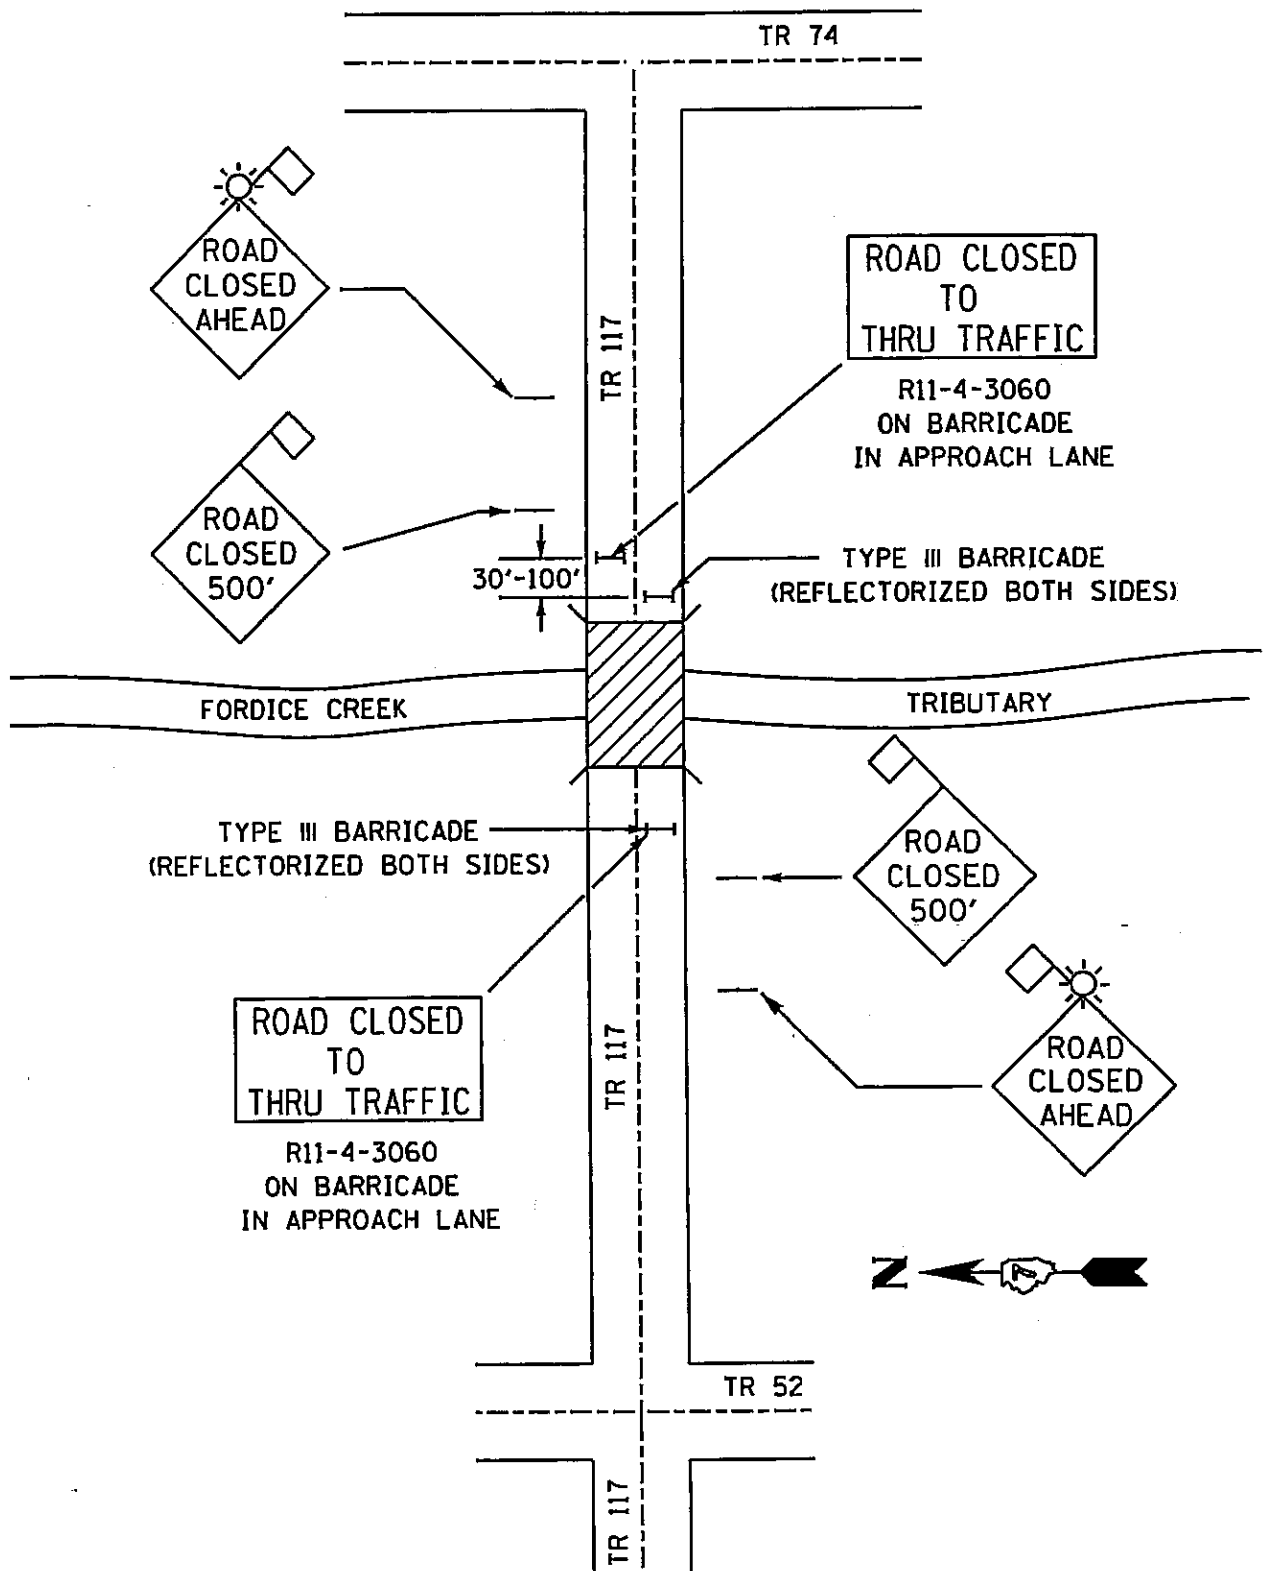 TR 74
ROAD
CLOSED
AHEAD
TR 117
ROAD CLOSED
TO
THRU TRAFFIC
R11-4-3060
ON BARRICADE
IN APPROACH LANE
ROAD
CLOSED
500'
30'-100'
TYPE III BARRICADE
(REFLECTORIZED BOTH SIDES)
FORDICE CREEK
TRIBUTARY
TYPE III BARRICADE
(REFLECTORIZED BOTH SIDES)
ROAD
CLOSED
500'
ROAD CLOSED
TO
THRU TRAFFIC
R11-4-3060
ON BARRICADE
IN APPROACH LANE
TR 117
ROAD
CLOSED
AHEAD
N
TR 52
TR 117